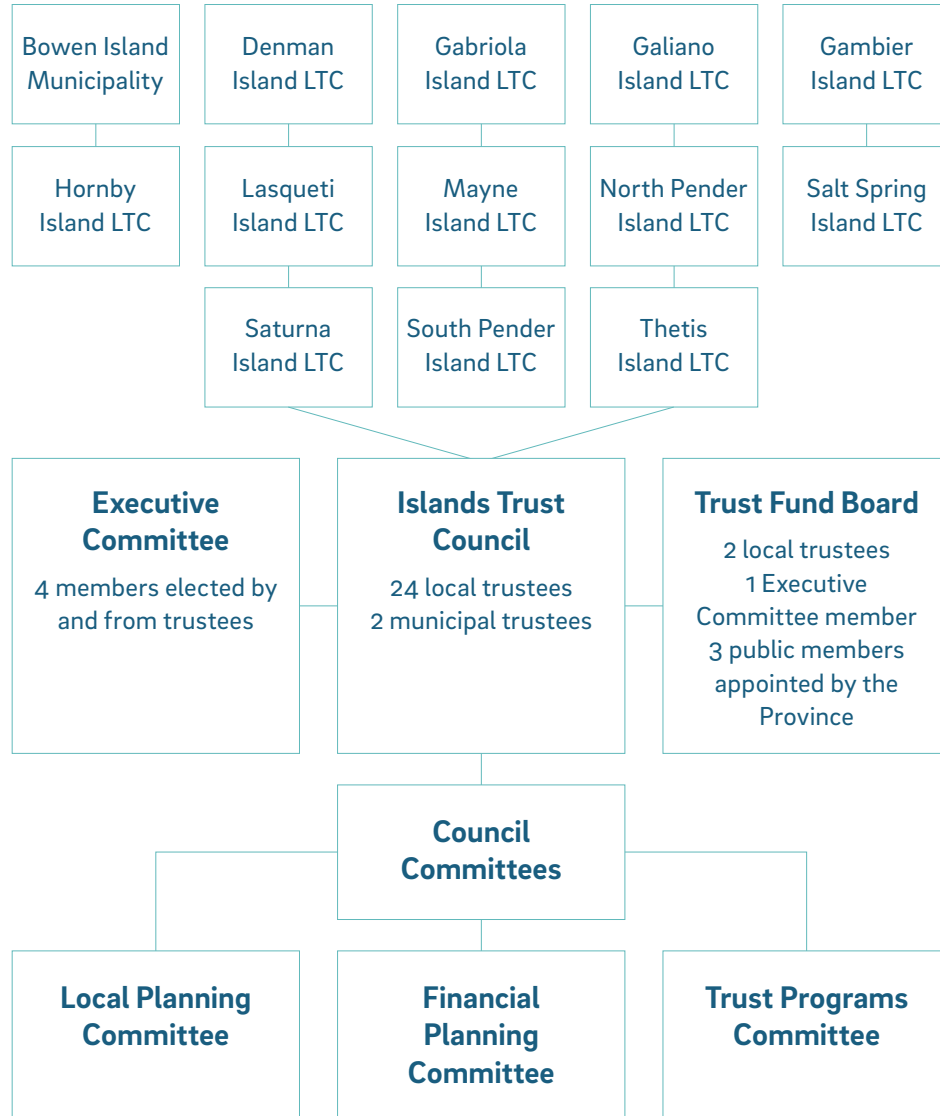 Bowen Island
Municipality
Denman
Island LTC
Gabriola
Island LTC
Galiano
Island LTC
Gambier
Island LTC
Hornby
Island LTC
Lasqueti
Island LTC
Mayne
Island LTC
North Pender
Island LTC
Salt Spring
Island LTC
Saturna
Island LTC
South Pender
Island LTC
Thetis
Island LTC
Executive
Committee
4 members elected by
and from trustees
Islands Trust
Council
24 local trustees
2 municipal trustees
Trust Fund Board
2 local trustees
1 Executive
Committee member
3 public members
appointed by the
Province
Council
Committees
Local Planning
Committee
Financial
Planning
Committee
Trust Programs
Committee